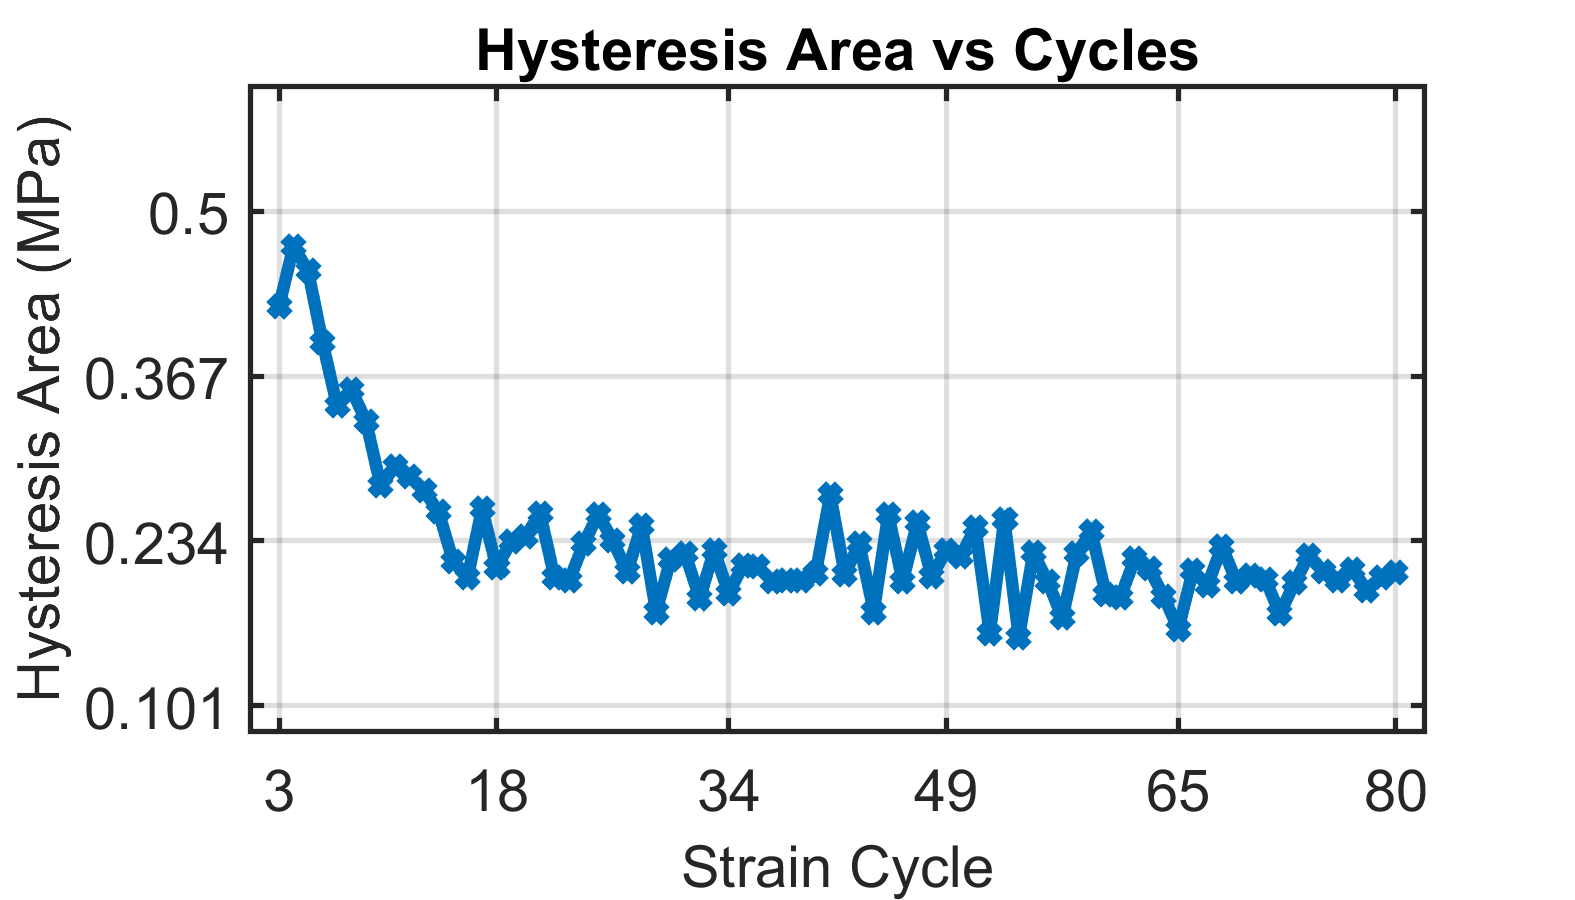 Hysteresis Area vs Cycles
Hysteresis Area (MPa)
0.5
0.367
0.234
0.101
3 18 34 49 65 80
Strain Cycle